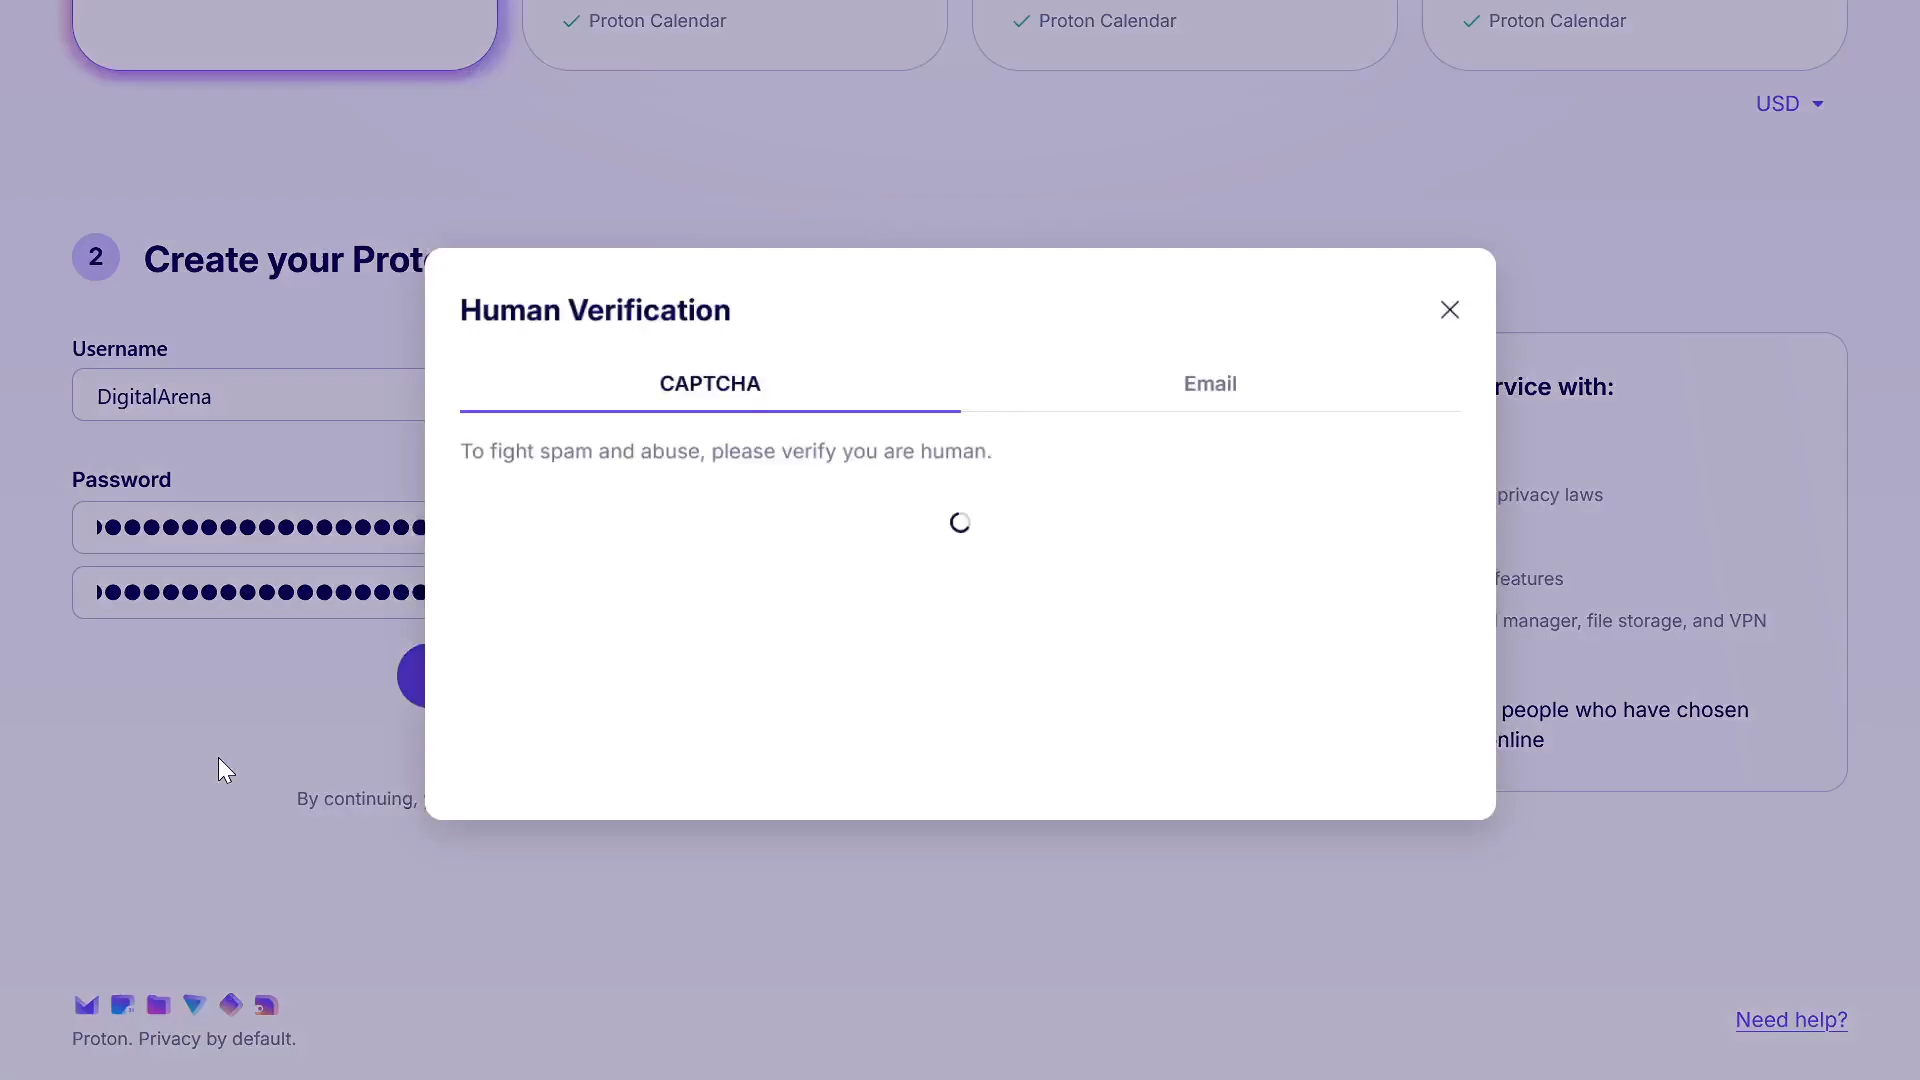 Proton Calendar
Proton Calendar
Proton Calendar
USD
2
Create your Prot
Human Verification
CAPTCHA
Email
To fight spam and abuse, please verify you are human.
Username
DigitalArena
Password
rvice with:
privacy laws
features
manager, file storage, and VPN
people who have chosen
nline
By continuing,
Proton. Privacy by default.
Need help?